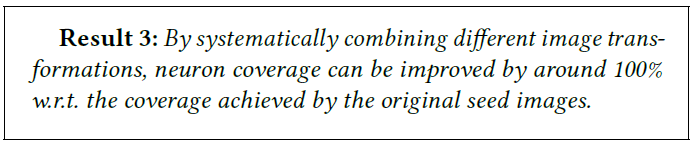 Result 3: By systematically combining different image trans-
formations, neuron coverage can be improved by around 100%
w.r.t. the coverage achieved by the original seed images.